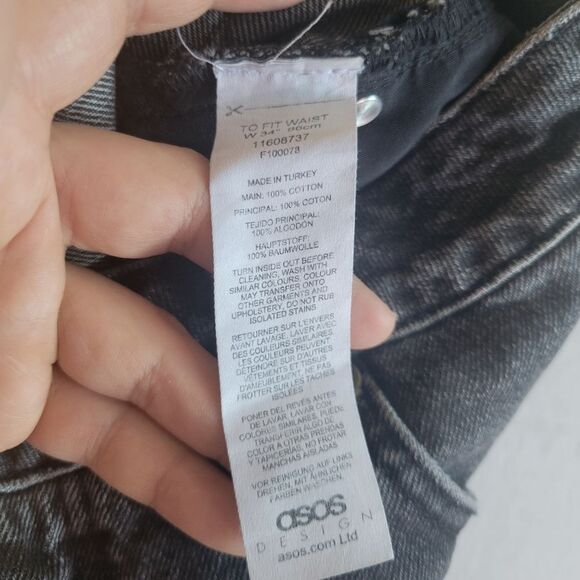 TO FIT WAIST
W 34" 86cm
11608737
F100078
MADE IN TURKEY
MAIN: 100% COTTON
PRINCIPAL: 100% COTON
TEJIDO PRINCIPAL:
100% ALGODÓN
HAUPTSTOFF:
100% BAUMWOLLE
TURN INSIDE OUT BEFORE
CLEANING, WASH WITH
SIMILAR COLOURS. COLOUR
MAY TRANSFER ONTO
OTHER GARMENTS AND
UPHOLSTERY. DO NOT RUB
ISOLATED STAINS
RETOURNER SUR L'ENVERS
AVANT LAVAGE. LAVER AVEC
DES COULEURS SIMILAIRES.
LES COULEURS PEUVENT
DÉTEINDRE SUR D'AUTRES
VÊTEMENTS ET TISSUS
D'AMEUBLEMENT. NE PAS
FROTTER SUR LES TACHES
ISOLÉES
PONER DEL REVÉS ANTES
DE LAVAR. LAVAR CON
COLORES SIMILARES. PUEDE
TRANSFERIR ALGO DE
COLOR A OTRAS PRENDAS
Y TAPICERÍAS. NO FROTAR
MANCHAS AISLADAS.
VOR REINIGUNG AUF LINKS
DREHEN, MIT ÄHNLICHEN
FARBEN WASCHEN.
asos
DESIGN
asos.com Ltd